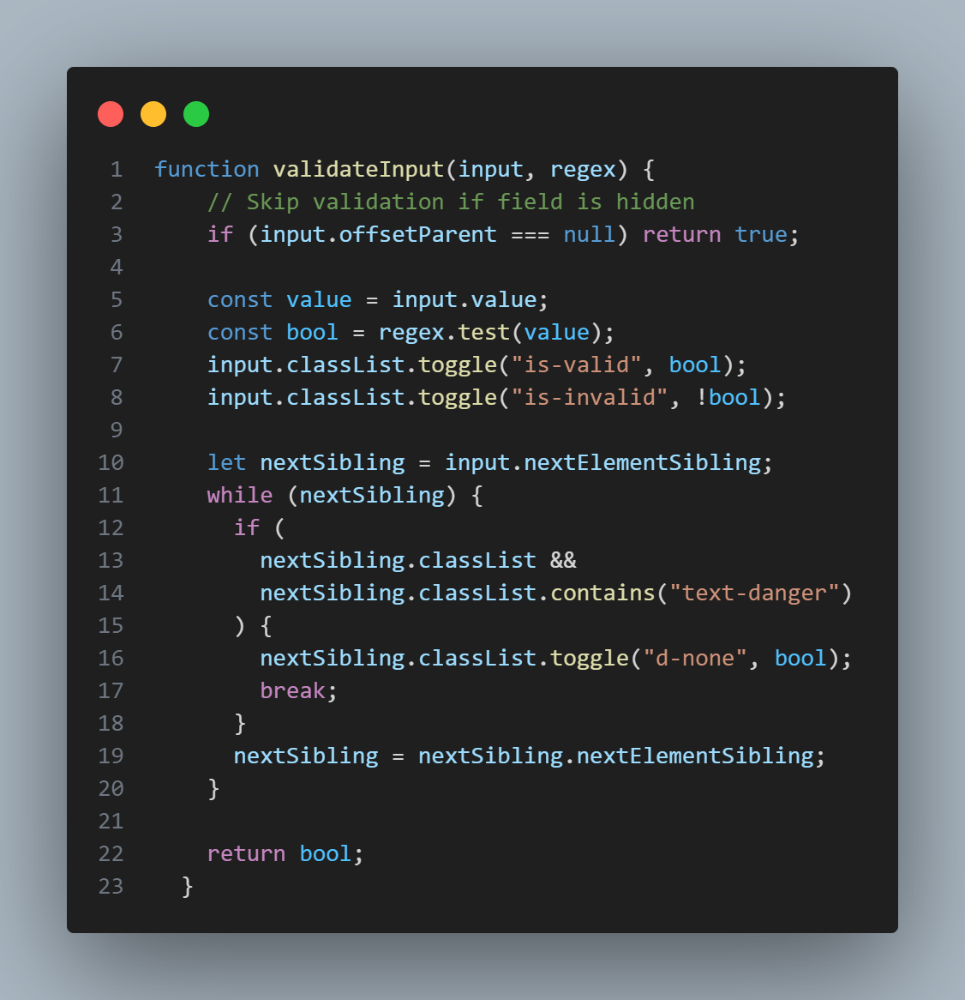 1 function validateInput(input, regex) {
2     // Skip validation if field is hidden
3     if (input.offsetParent === null) return true;
4
5     const value = input.value;
6     const bool = regex.test(value);
7     input.classList.toggle("is-valid", bool);
8     input.classList.toggle("is-invalid", !bool);
9
10     let nextSibling = input.nextElementSibling;
11     while (nextSibling) {
12       if (
13         nextSibling.classList &&
14         nextSibling.classList.contains("text-danger")
15       ) {
16         nextSibling.classList.toggle("d-none", bool);
17         break;
18       }
19       nextSibling = nextSibling.nextElementSibling;
20     }
21
22     return bool;
23   }